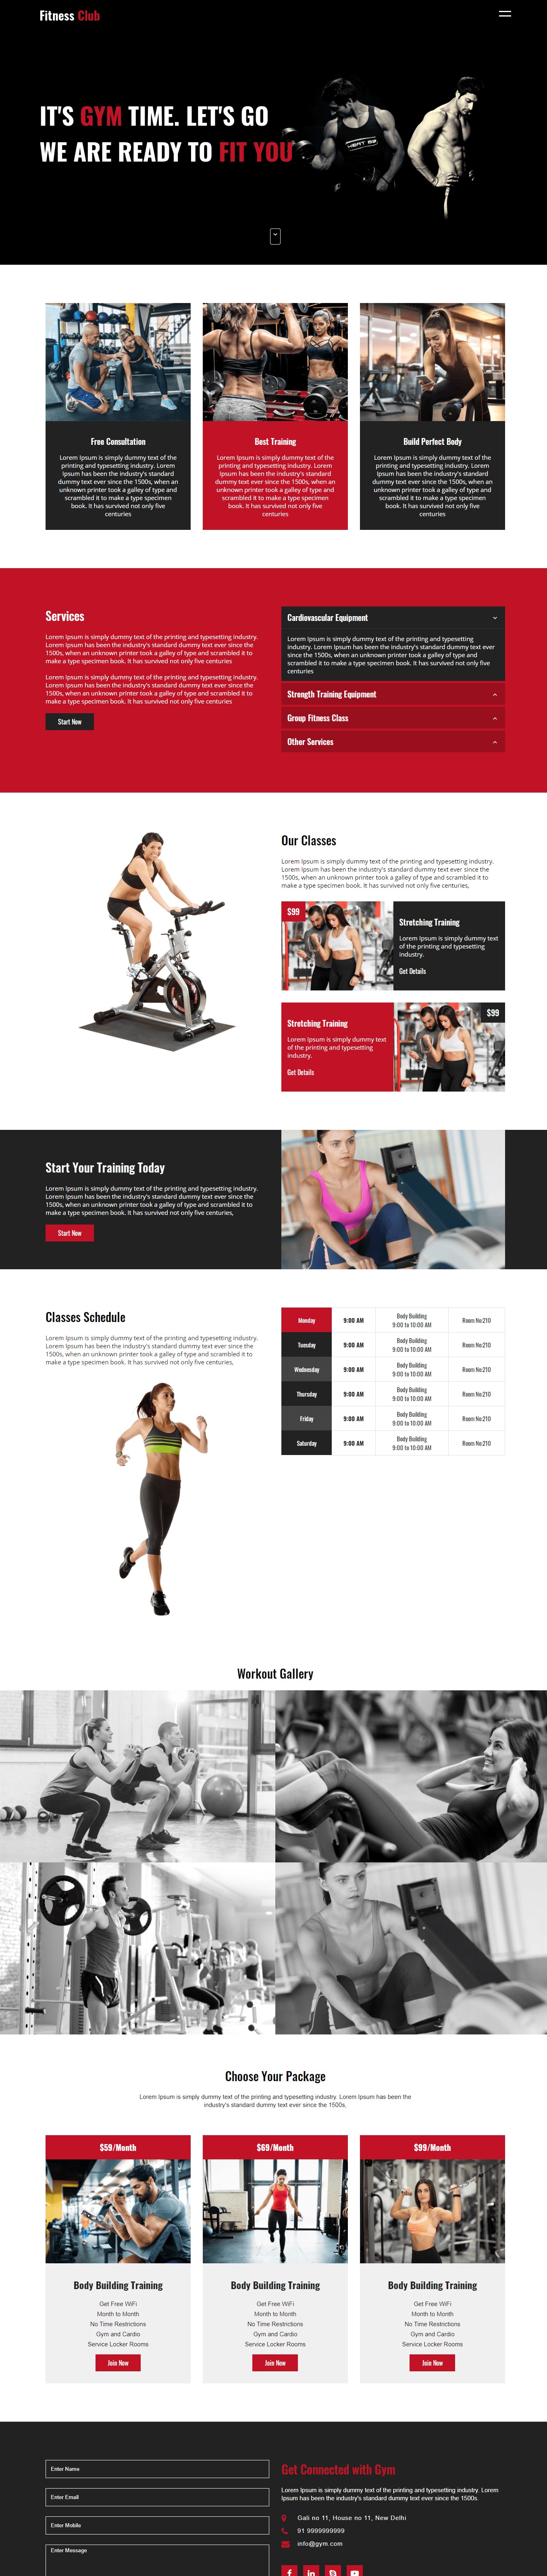 Fitness Club
IT'S GYM TIME. LET'S GO
WE ARE READY TO FIT YOU
HEAT 59
Free Consultation
Lorem Ipsum is simply dummy text of the
printing and typesetting industry. Lorem
Ipsum has been the industry's standard
dummy text ever since the 1500s, when an
unknown printer took a galley of type and
scrambled it to make a type specimen
book. It has survived not only five
centuries
Best Training
Lorem Ipsum is simply dummy text of the
printing and typesetting industry. Lorem
Ipsum has been the industry's standard
dummy text ever since the 1500s, when an
unknown printer took a galley of type and
scrambled it to make a type specimen
book. It has survived not only five
centuries
Build Perfect Body
Lorem Ipsum is simply dummy text of the
printing and typesetting industry. Lorem
Ipsum has been the industry's standard
dummy text ever since the 1500s, when an
unknown printer took a galley of type and
scrambled it to make a type specimen
book. It has survived not only five
centuries
Services
Lorem Ipsum is simply dummy text of the printing and typesetting industry.
Lorem Ipsum has been the industry's standard dummy text ever since the
1500s, when an unknown printer took a galley of type and scrambled it to
make a type specimen book. It has survived not only five centuries
Lorem Ipsum is simply dummy text of the printing and typesetting industry.
Lorem Ipsum has been the industry's standard dummy text ever since the
1500s, when an unknown printer took a galley of type and scrambled it to
make a type specimen book. It has survived not only five centuries
Start Now
Cardiovascular Equipment
Lorem Ipsum is simply dummy text of the printing and typesetting
industry. Lorem Ipsum has been the industry's standard dummy text ever
since the 1500s, when an unknown printer took a galley of type and
scrambled it to make a type specimen book. It has survived not only five
centuries
Strength Training Equipment
Group Fitness Class
Other Services
Our Classes
Lorem Ipsum is simply dummy text of the printing and typesetting industry.
Lorem Ipsum has been the industry's standard dummy text ever since the
1500s, when an unknown printer took a galley of type and scrambled it to
make a type specimen book. It has survived not only five centuries,
$99
Stretching Training
Lorem Ipsum is simply dummy text
of the printing and typesetting
industry.
Get Details
Stretching Training
Lorem Ipsum is simply dummy text
of the printing and typesetting
industry.
Get Details
$99
Start Your Training Today
Lorem Ipsum is simply dummy text of the printing and typesetting industry.
Lorem Ipsum has been the industry's standard dummy text ever since the
1500s, when an unknown printer took a galley of type and scrambled it to
make a type specimen book. It has survived not only five centuries,
Start Now
Classes Schedule
Lorem Ipsum is simply dummy text of the printing and typesetting industry.
Lorem Ipsum has been the industry's standard dummy text ever since the
1500s, when an unknown printer took a galley of type and scrambled it to
make a type specimen book. It has survived not only five centuries,
Monday 9:00 AM Body Building 9:00 to 10:00 AM Room No:210
Tuesday 9:00 AM Body Building 9:00 to 10:00 AM Room No:210
Wednesday 9:00 AM Body Building 9:00 to 10:00 AM Room No:210
Thursday 9:00 AM Body Building 9:00 to 10:00 AM Room No:210
Friday 9:00 AM Body Building 9:00 to 10:00 AM Room No:210
Saturday 9:00 AM Body Building 9:00 to 10:00 AM Room No:210
Workout Gallery
Choose Your Package
Lorem Ipsum is simply dummy text of the printing and typesetting industry. Lorem Ipsum has been the
industry's standard dummy text ever since the 1500s,
$59/Month
Body Building Training
Get Free WiFi
Month to Month
No Time Restrictions
Gym and Cardio
Service Locker Rooms
Join Now
$69/Month
Body Building Training
Get Free WiFi
Month to Month
No Time Restrictions
Gym and Cardio
Service Locker Rooms
Join Now
$99/Month
Body Building Training
Get Free WiFi
Month to Month
No Time Restrictions
Gym and Cardio
Service Locker Rooms
Join Now
Enter Name
Enter Email
Enter Mobile
Enter Message
Get Connected with Gym
Lorem Ipsum is simply dummy text of the printing and typesetting industry. Lorem
Ipsum has been the industry's standard dummy text ever since the 1500s.
Gali no 11, House no 11, New Delhi
91 9999999999
info@gym.com